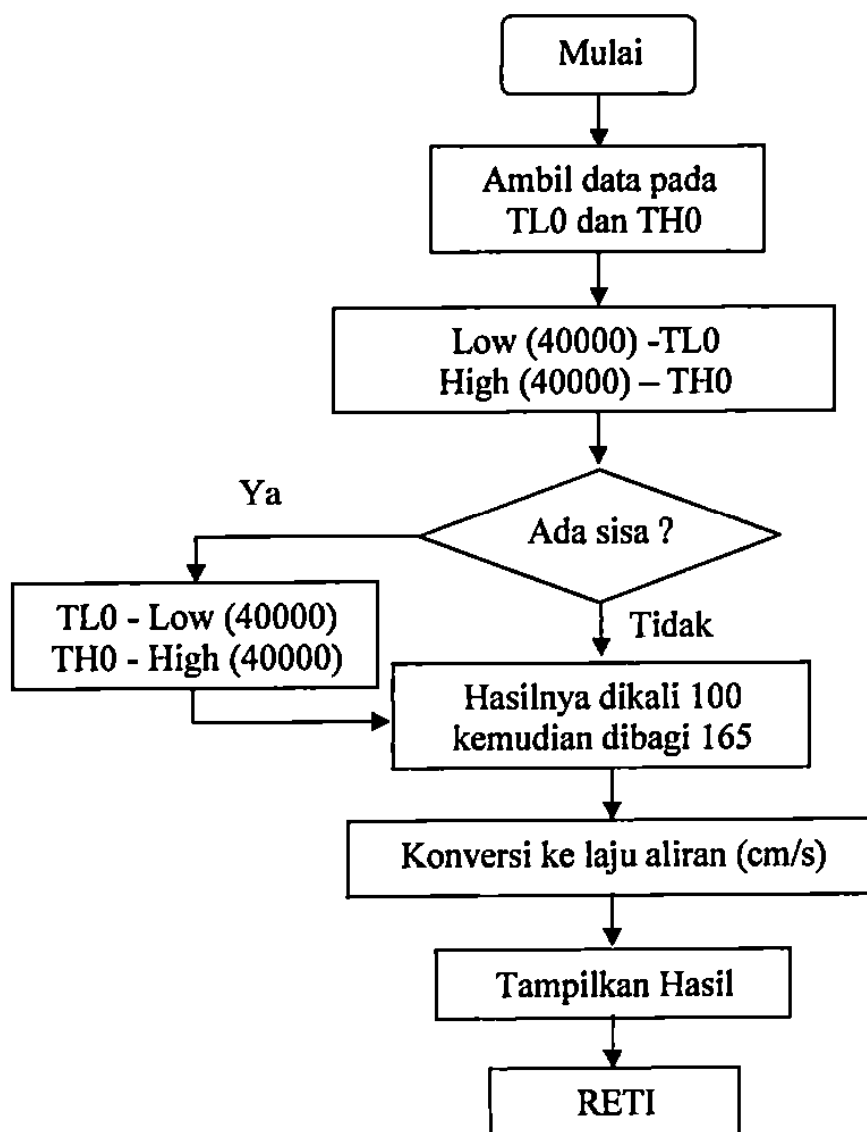 Mulai
Ambil data pada
TL0 dan TH0
Low (40000) -TL0
High (40000) – TH0
Ada sisa ?
Ya
TL0 - Low (40000)
TH0 - High (40000)
Tidak
Hasilnya dikali 100
kemudian dibagi 165
Konversi ke laju aliran (cm/s)
Tampilkan Hasil
RETI